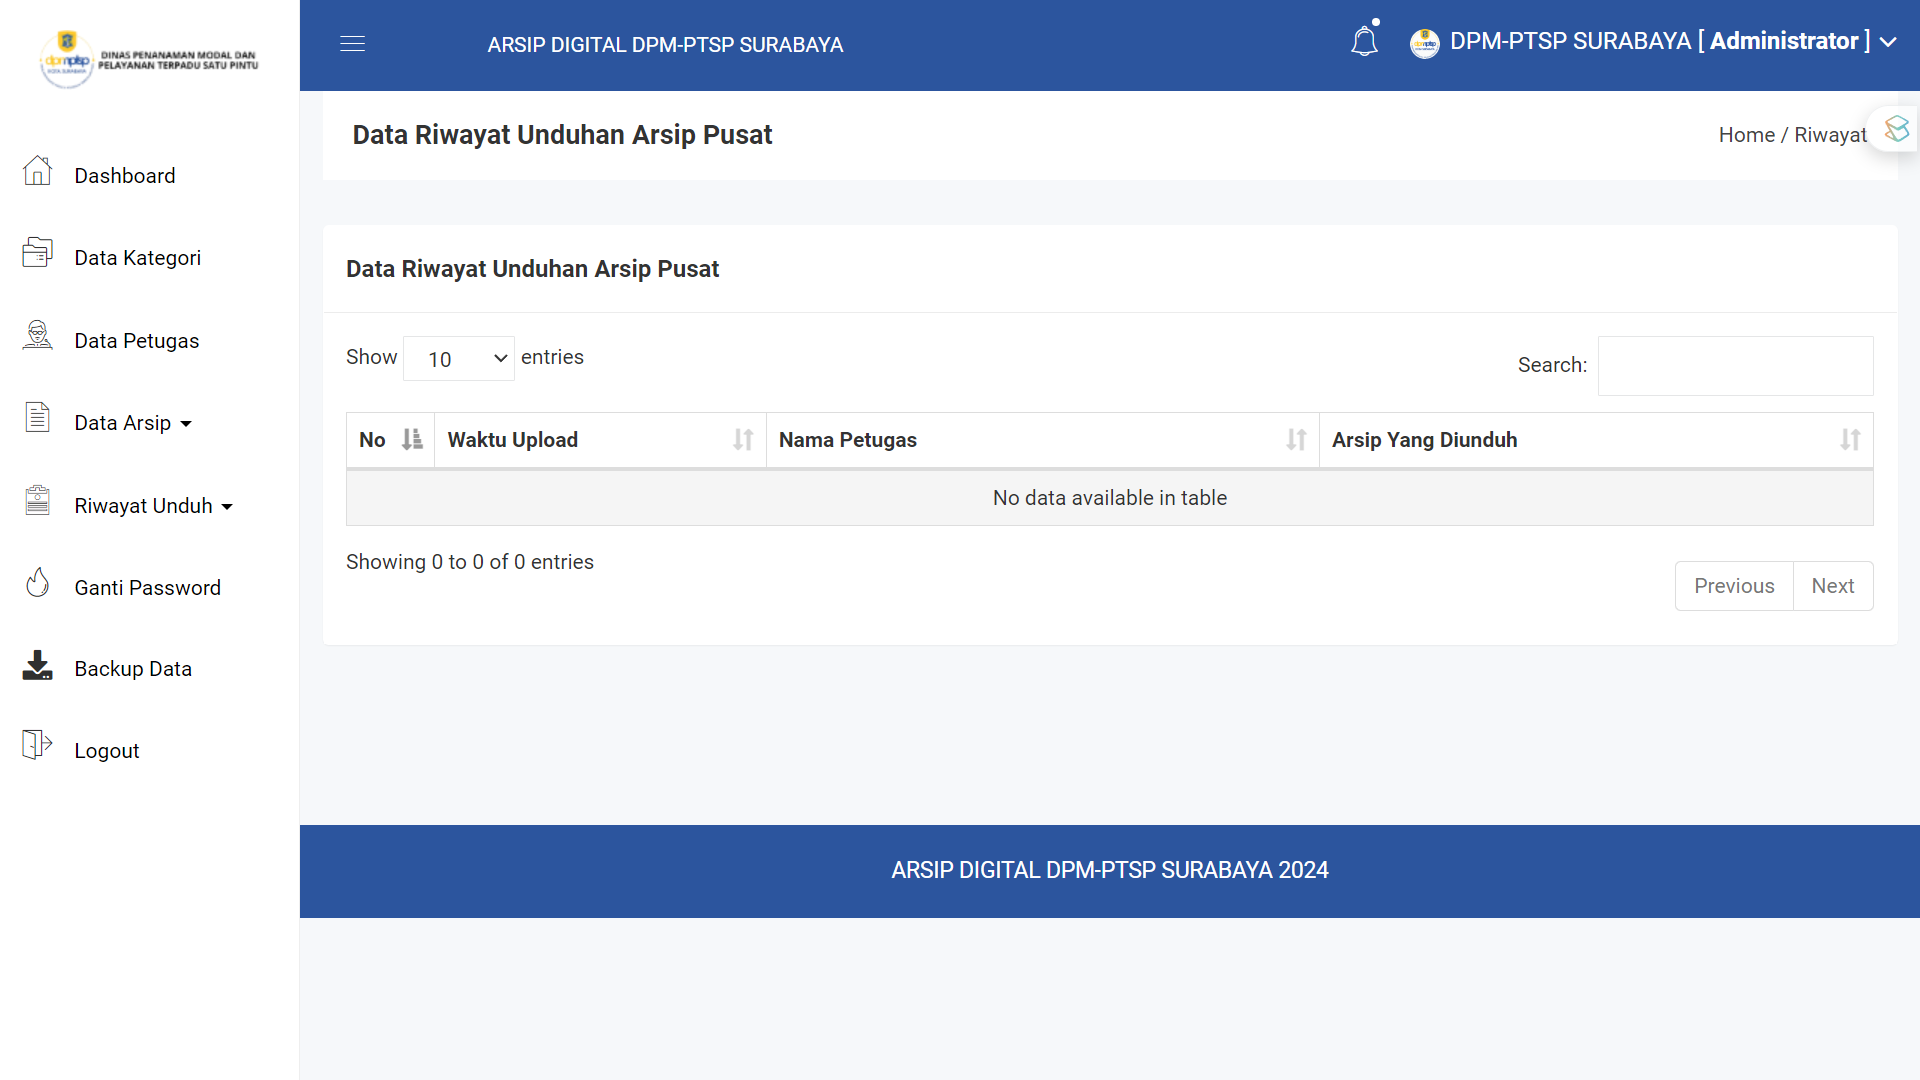 DINAS PENANAMAN MODAL DAN
PELAYANAN TERPADU SATU PINTU
dpmptsp
KOTA SURABAYA
ARSIP DIGITAL DPM-PTSP SURABAYA
DPM-PTSP SURABAYA [ Administrator ]
Data Riwayat Unduhan Arsip Pusat
Home / Riwayat
Dashboard
Data Kategori
Data Petugas
Data Arsip
Riwayat Unduh
Ganti Password
Backup Data
Logout
Data Riwayat Unduhan Arsip Pusat
Show 10 entries
Search:
No Waktu Upload Nama Petugas Arsip Yang Diunduh
No data available in table
Showing 0 to 0 of 0 entries
Previous Next
ARSIP DIGITAL DPM-PTSP SURABAYA 2024